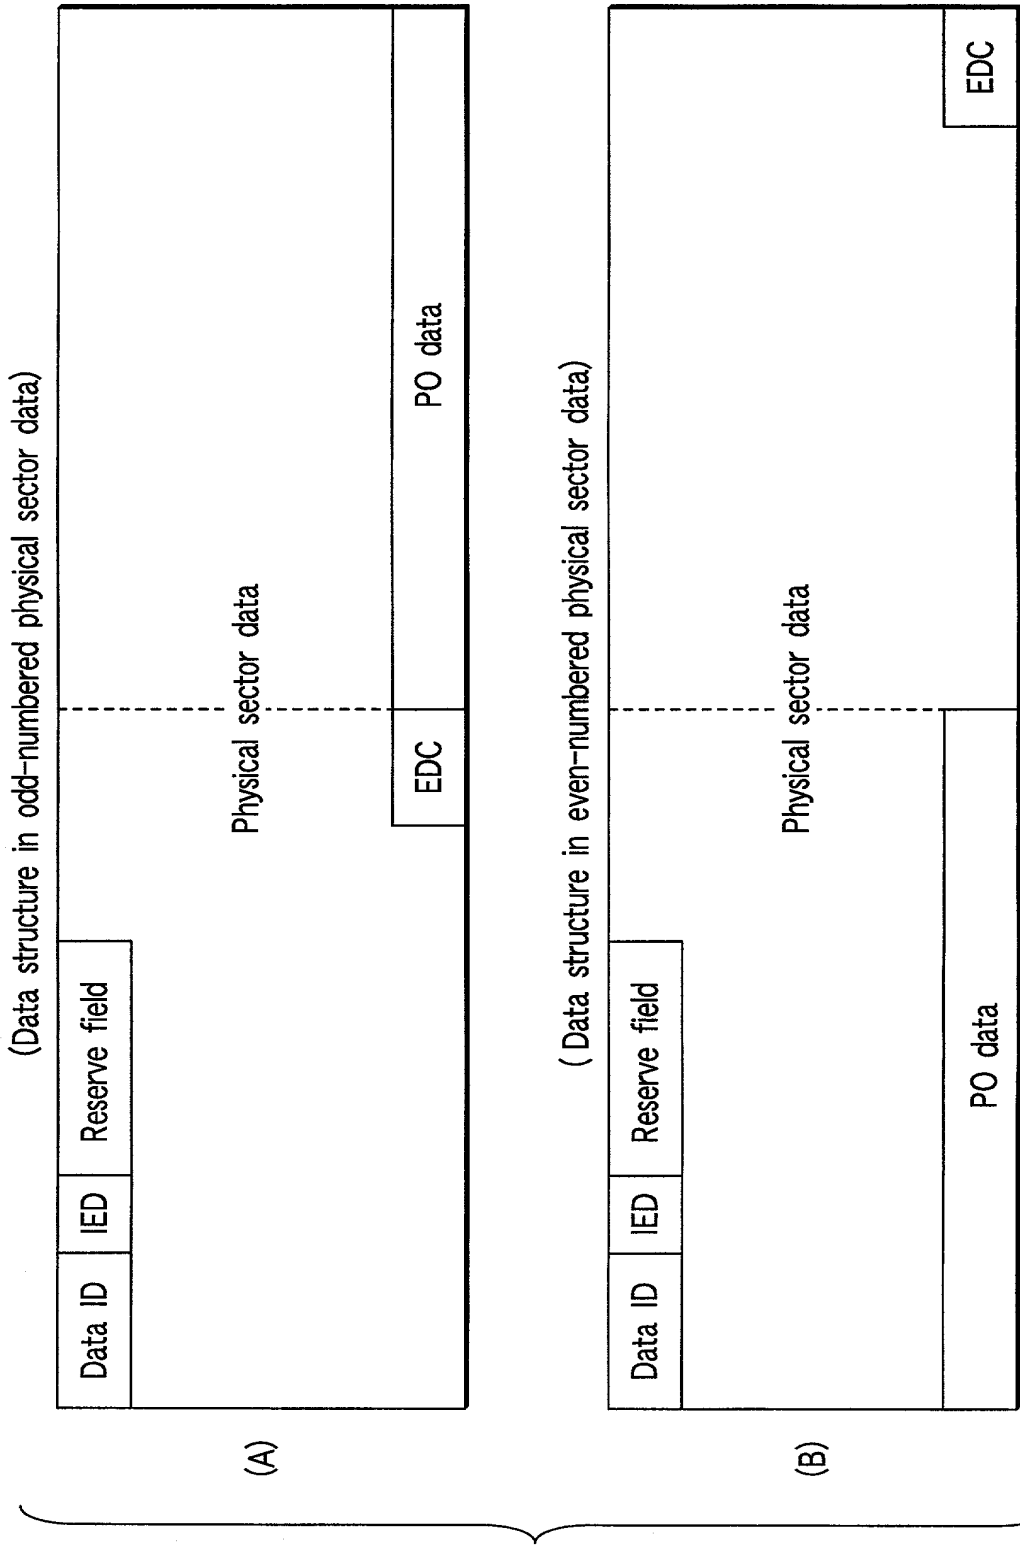 (Data structure in odd-numbered physical sector data)
(A)
Data ID
IED
Reserve field
Physical sector data
EDC
PO data
(Data structure in even-numbered physical sector data)
(B)
Data ID
IED
Reserve field
Physical sector data
PO data
EDC